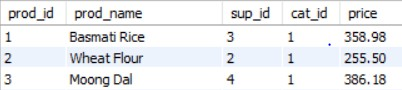 prod_id prod_name sup_id cat_id price
1 Basmati Rice 3 1 358.98
2 Wheat Flour 2 1 255.50
3 Moong Dal 4 1 386.18